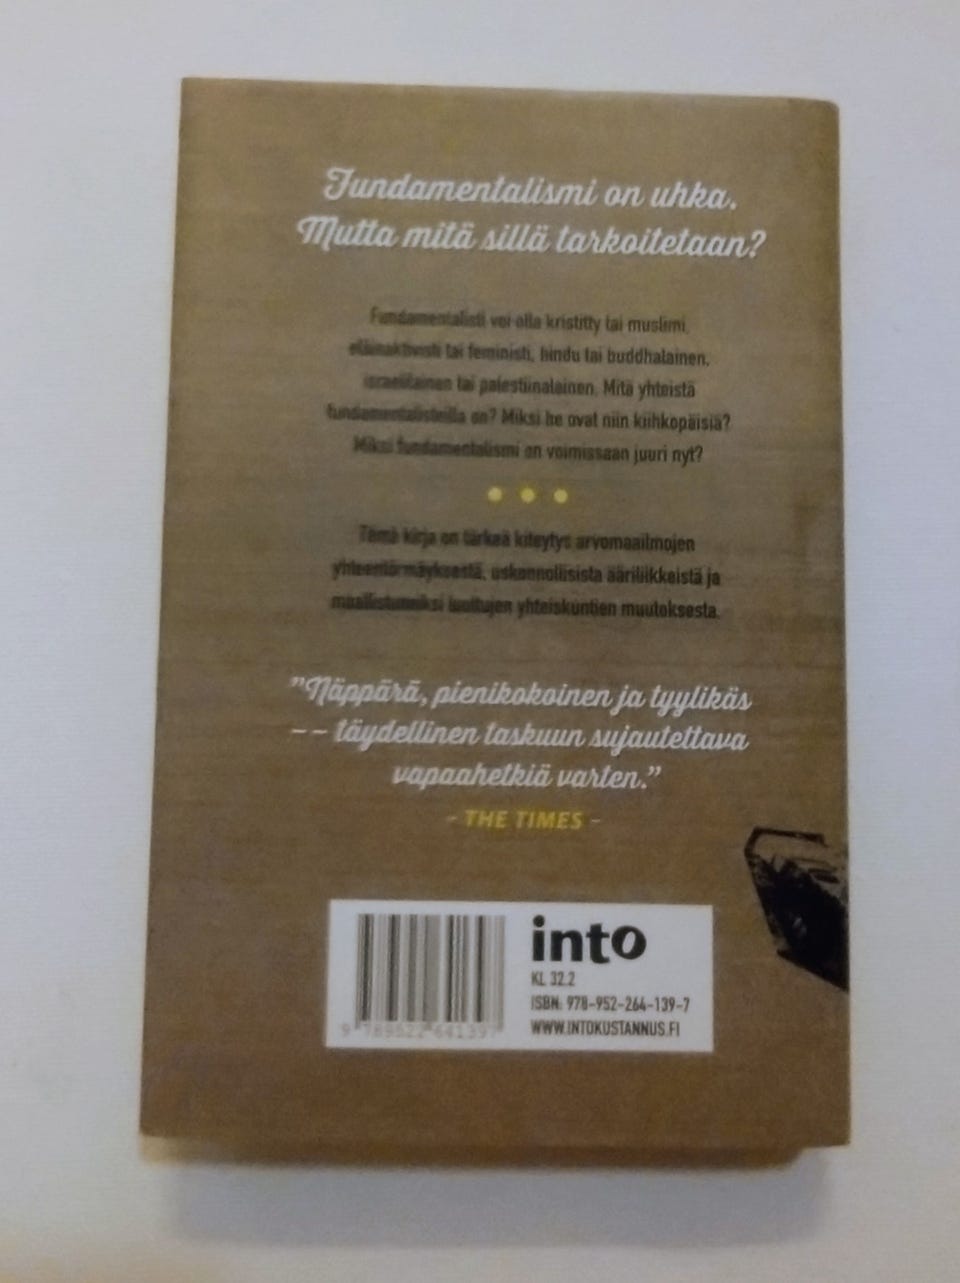 Fundamentalismi on uhka.
Mutta mitä sillä tarkoitetaan?
Fundamentalisti voi olla kristitty tai muslimi,
eläinaktivisti tai feministi, hindu tai buddhalainen,
israelilainen tai palestiinalainen. Mitä yhteistä
fundamentalisteilla on? Miksi he ovat niin kiihkopäisiä?
Miksi fundamentalismi on voimissaan juuri nyt?
Tämä kirja on tärkeä kiteytys arvomaailmojen
yhteentörmäyksestä, uskonnollisista ääriliikkeistä ja
maallistuneiksi luultujen yhteiskuntien muutoksesta.
”Näppärä, pienikokoinen ja tyylikäs
–– täydellinen taskuun sujautettava
vapaahetkiä varten.”
– THE TIMES –
into
KL 32.2
ISBN: 978-952-264-139-7
WWW.INTOKUSTANNUS.FI
9 789522 641397